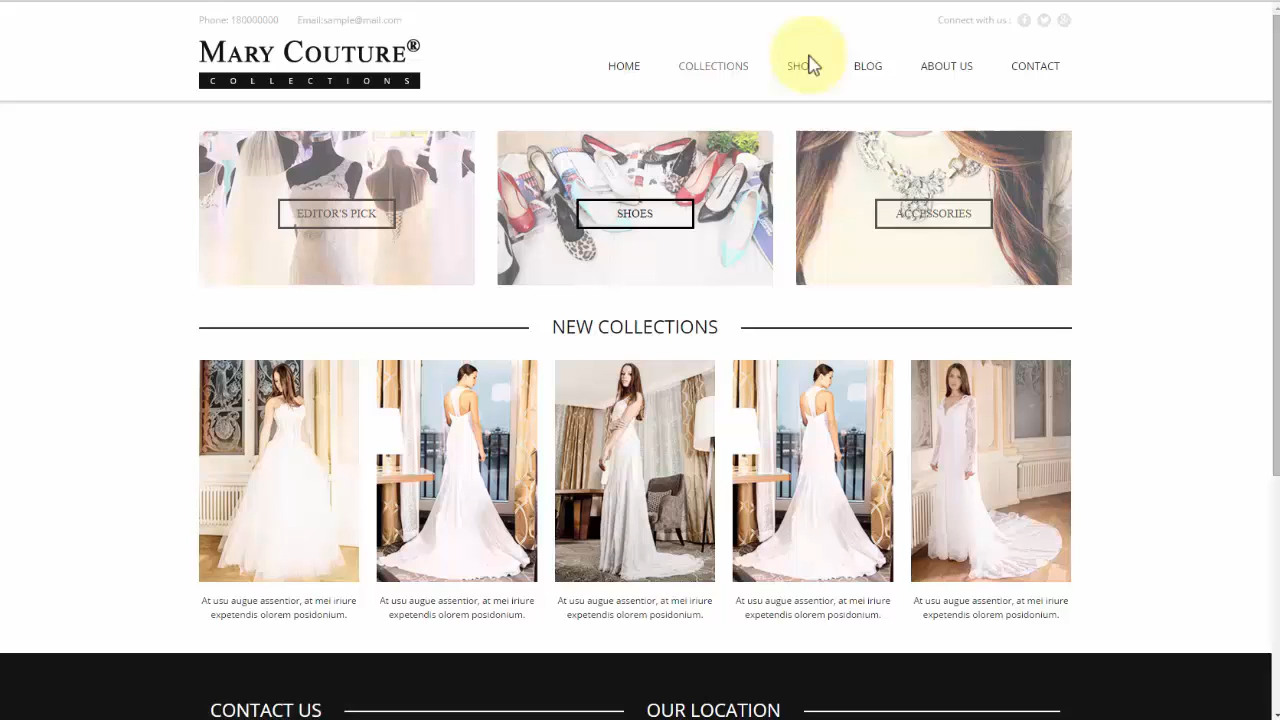 Phone: 180000000 Email:sample@mail.com
Connect with us :
MARY COUTURE®
COLLECTIONS
HOME COLLECTIONS SHOP BLOG ABOUT US CONTACT
EDITOR'S PICK
SHOES
ACCESSORIES
NEW COLLECTIONS
At usu augue assentior, at mei iriure
expetendis olorem posidonium.
At usu augue assentior, at mei iriure
expetendis olorem posidonium.
At usu augue assentior, at mei iriure
expetendis olorem posidonium.
At usu augue assentior, at mei iriure
expetendis olorem posidonium.
At usu augue assentior, at mei iriure
expetendis olorem posidonium.
CONTACT US
OUR LOCATION